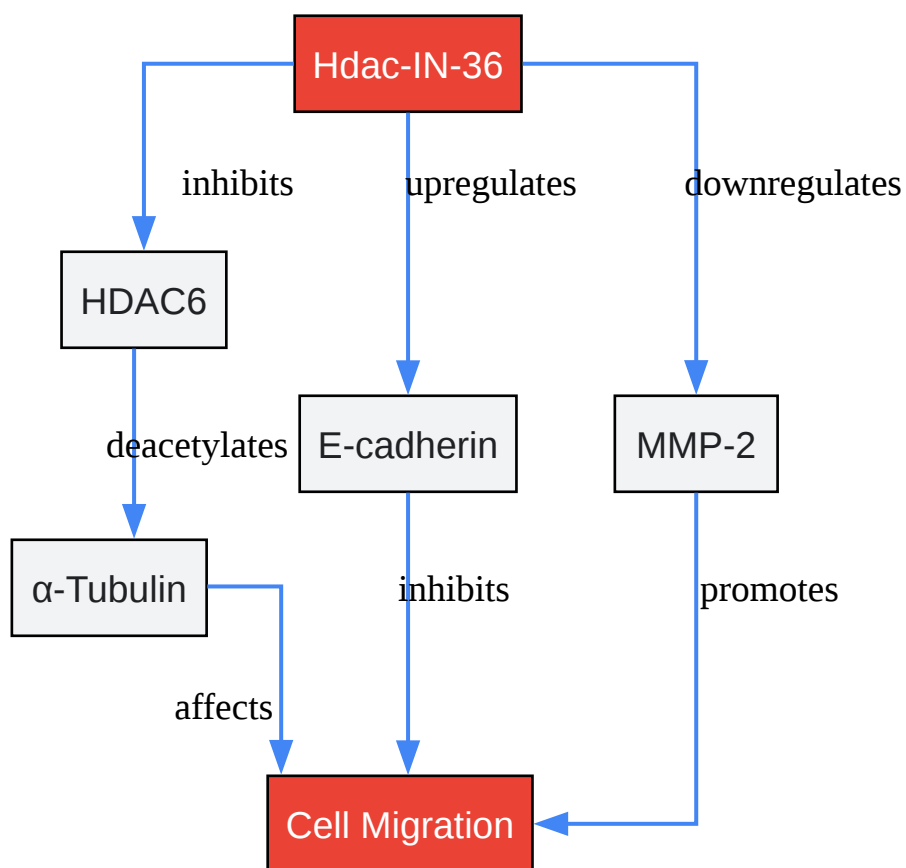 Hdac-IN-36
inhibits
upregulates
downregulates
HDAC6
deacetylates
E-cadherin
MMP-2
α-Tubulin
inhibits
promotes
affects
Cell Migration